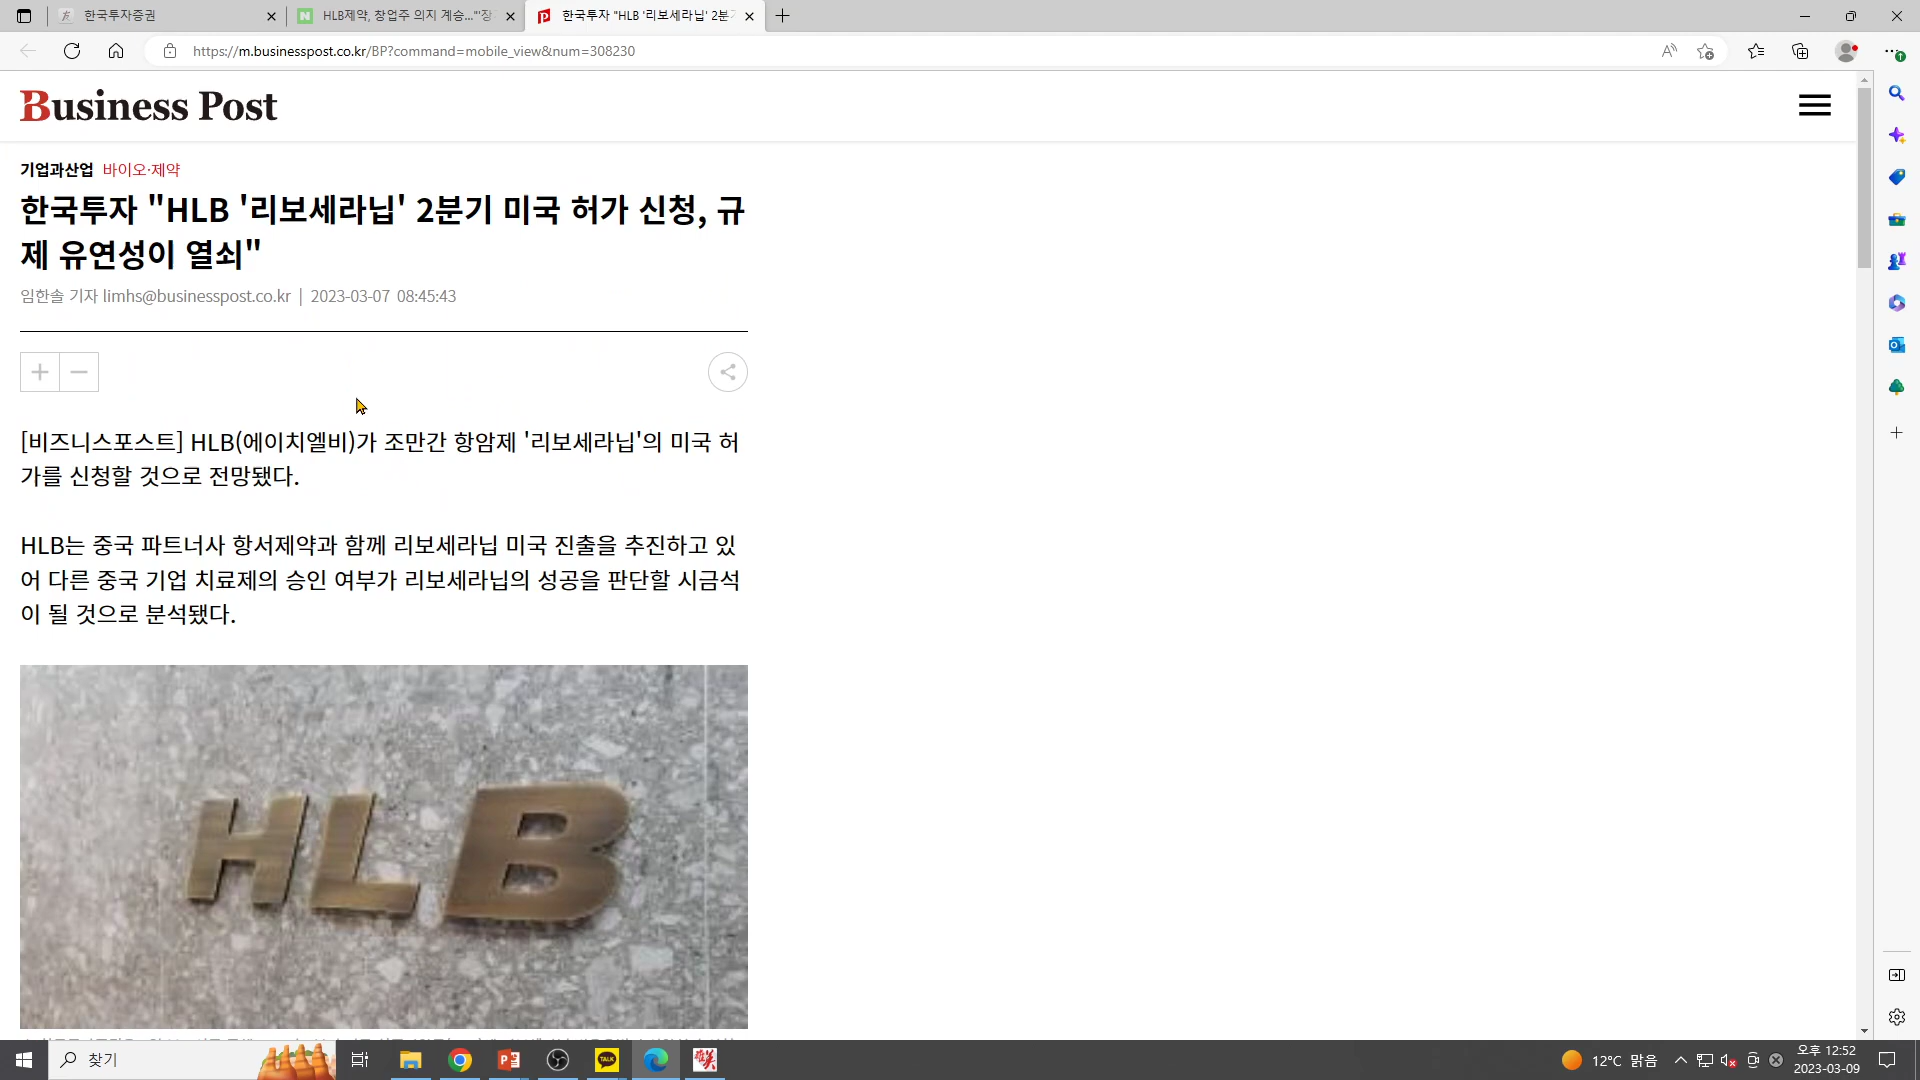 한국투자증권
HLB제약, 창업주 의지 계승..."장
한국투자 "HLB '리보세라닙' 2분기
https://m.businesspost.co.kr/BP?command=mobile_view&num=308230
Business Post
기업과산업 바이오·제약
한국투자 "HLB '리보세라닙' 2분기 미국 허가 신청, 규
제 유연성이 열쇠"
임한솔 기자 limhs@businesspost.co.kr | 2023-03-07 08:45:43
[비즈니스포스트] HLB(에이치엘비)가 조만간 항암제 '리보세라닙'의 미국 허
가를 신청할 것으로 전망됐다.
HLB는 중국 파트너사 항서제약과 함께 리보세라닙 미국 진출을 추진하고 있
어 다른 중국 기업 치료제의 승인 여부가 리보세라닙의 성공을 판단할 시금석
이 될 것으로 분석됐다.
HLB
찾기
TALK
12°C 맑음
오후 12:52
2023-03-09